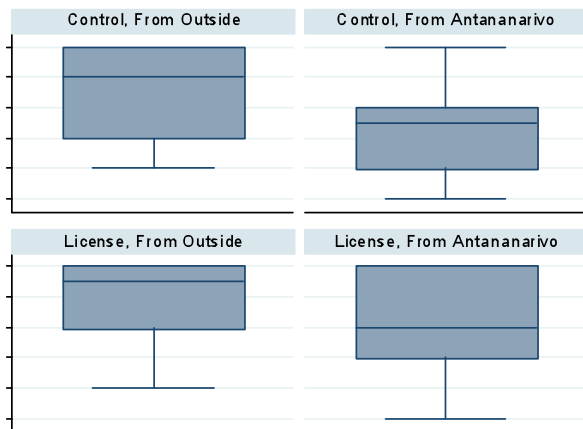 Control, From Outside
Control, From Antananarivo
License, From Outside
License, From Antananarivo